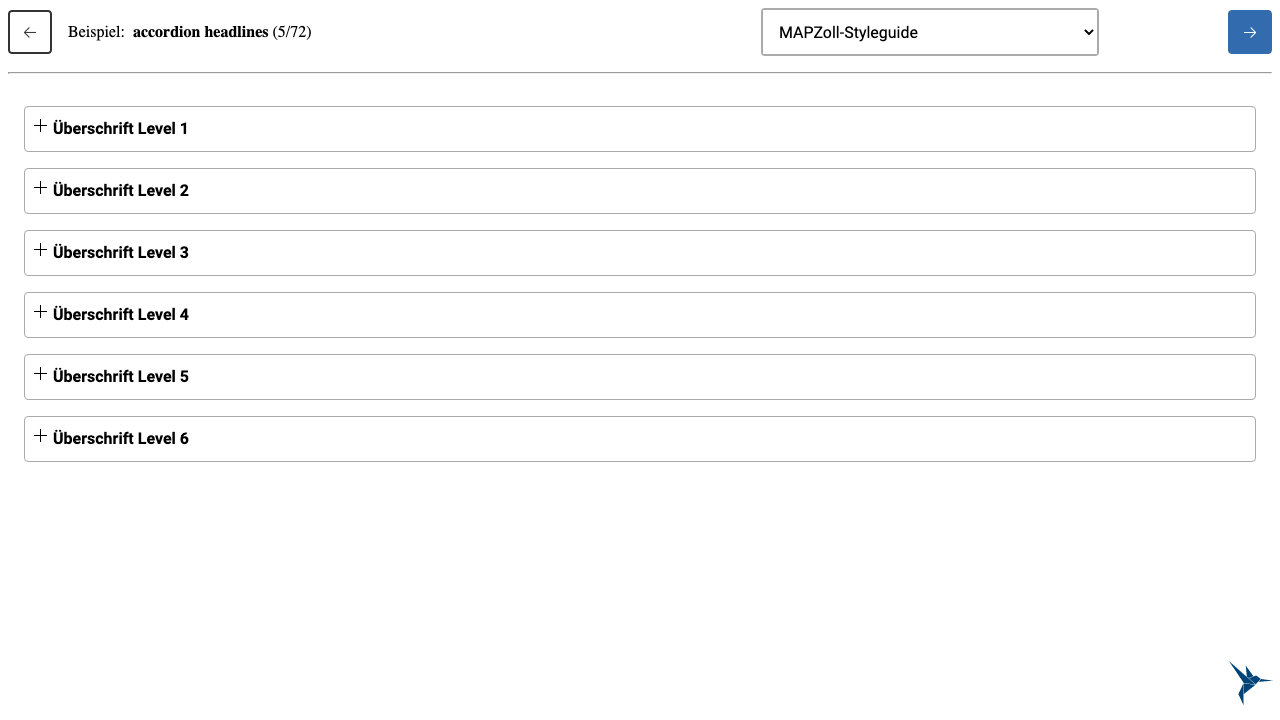 Beispiel: accordion headlines (5/72)
MAPZoll-Styleguide
Überschrift Level 1
Überschrift Level 2
Überschrift Level 3
Überschrift Level 4
Überschrift Level 5
Überschrift Level 6